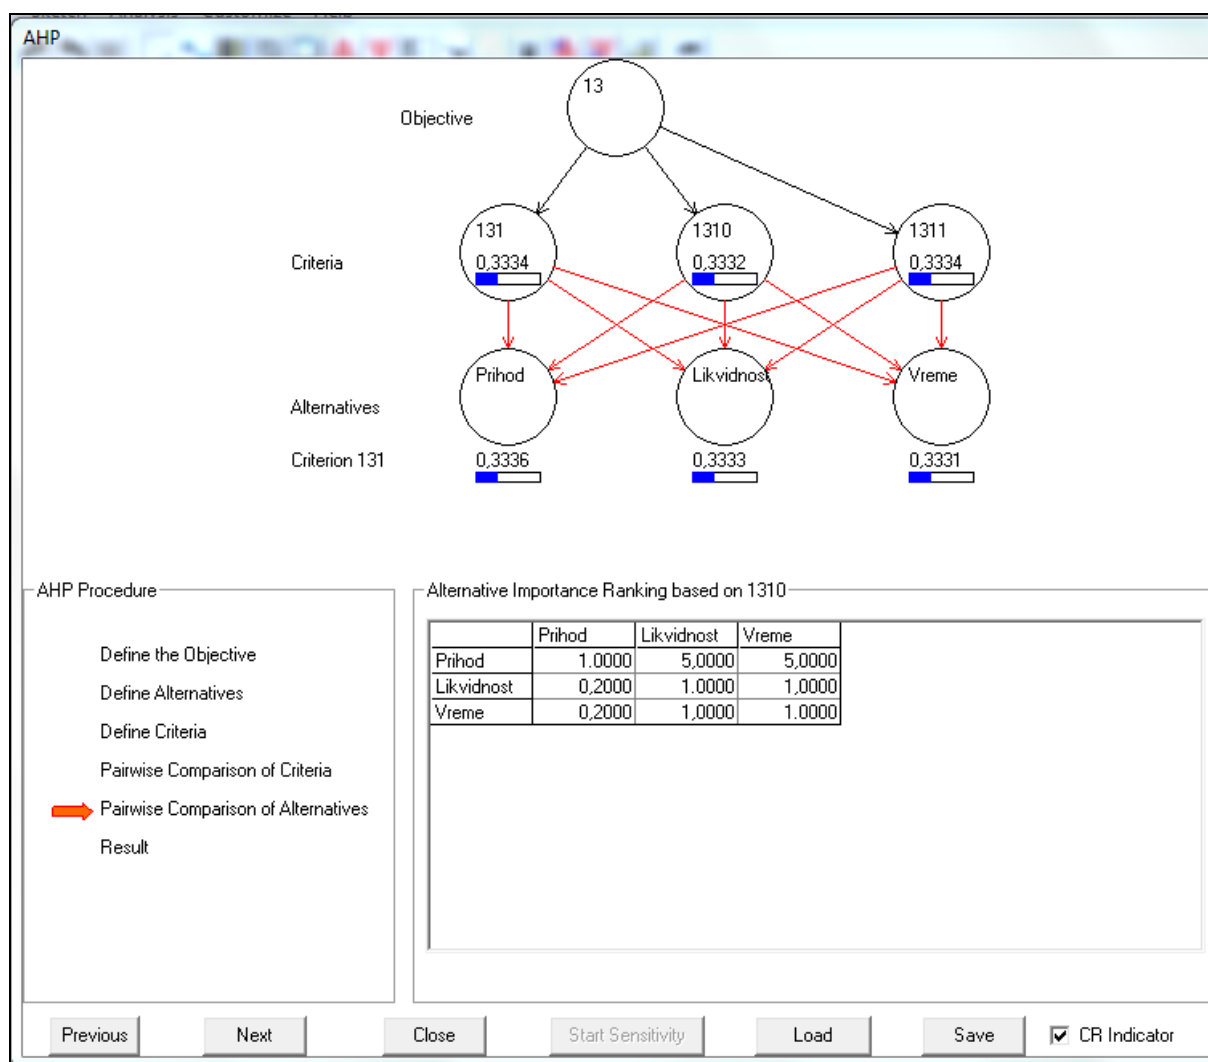 AHP
13
Objective
131 1310 1311
Criteria 0,3334 0,3332 0,3334
Prihod Likvidnost Vreme
Alternatives
Criterion 131 0,3336 0,3333 0,3331
AHP Procedure
Define the Objective
Define Alternatives
Define Criteria
Pairwise Comparison of Criteria
Pairwise Comparison of Alternatives
Result
Alternative Importance Ranking based on 1310
Prihod Likvidnost Vreme
Prihod 1.0000 5,0000 5,0000
Likvidnost 0,2000 1.0000 1,0000
Vreme 0,2000 1,0000 1.0000
Previous Next Close Start Sensitivity Load Save CR Indicator